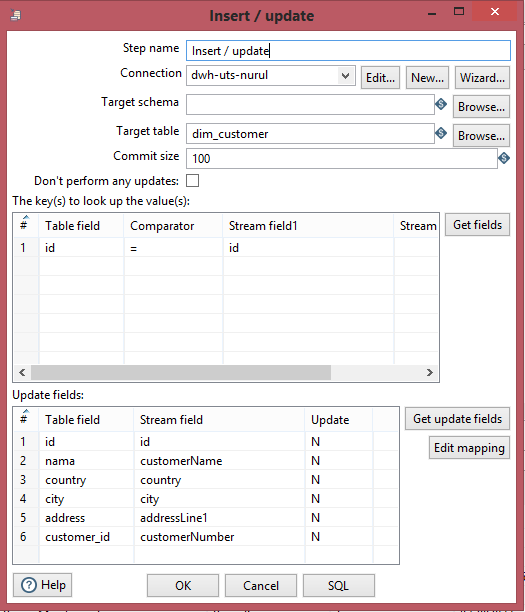 Insert / update
Step name Insert / update
Connection dwh-uts-nurul Edit... New... Wizard...
Target schema Browse...
Target table dim_customer Browse...
Commit size 100
Don't perform any updates:
The key(s) to look up the value(s):
# Table field Comparator Stream field1 Stream Get fields
1 id = id
Update fields:
# Table field Stream field Update Get update fields
1 id id N
Edit mapping
2 nama customerName N
3 country country N
4 city city N
5 address addressLine1 N
6 customer_id customerNumber N
? Help OK Cancel SQL